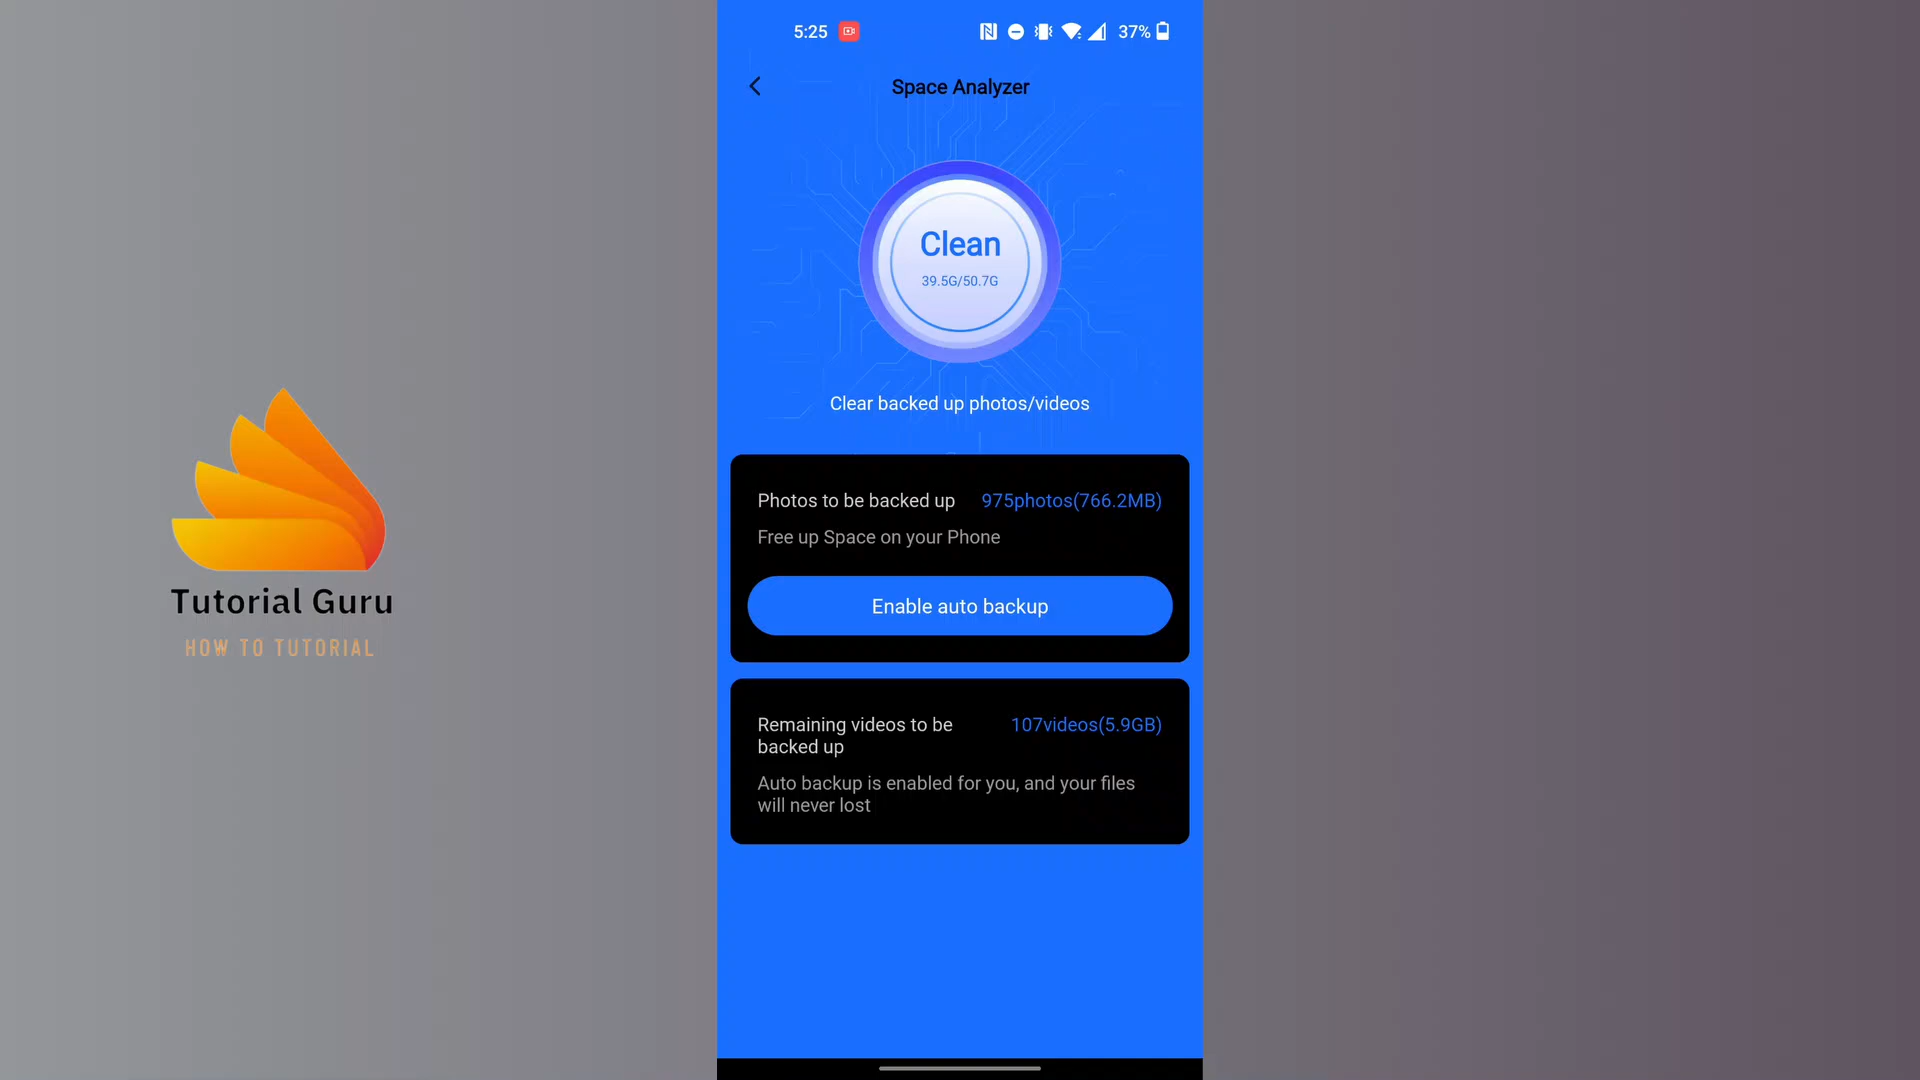 5:25
37%
Space Analyzer
Clean
39.5G/50.7G
Clear backed up photos/videos
Photos to be backed up 975photos(766.2MB)
Free up Space on your Phone
Enable auto backup
Remaining videos to be backed up 107videos(5.9GB)
Auto backup is enabled for you, and your files
will never lost
Tutorial Guru
HOW TO TUTORIAL